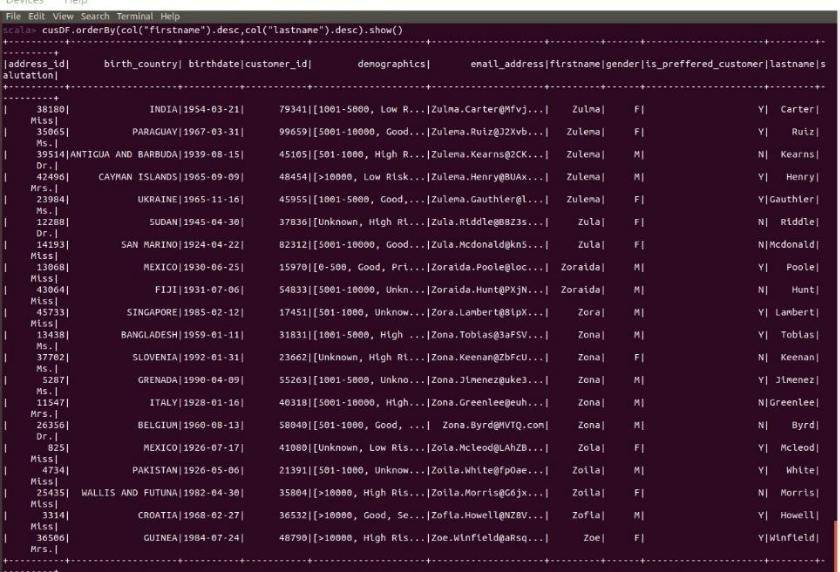 Devices Help
File Edit View Search Terminal Help
scala> cusDF.orderBy(col("firstname").desc,col("lastname").desc).show()
|address_id| birth_country| birthdate|customer_id| demographics| email_address|firstname|gender|is_preffered_customer|lastname|s
alutation|
| 38180| INDIA|1954-03-21| 79341|[1001-5000, Low R...|Zulma.Carter@Mfvj...| Zulma| F| Y| Carter|
Miss|
| 35065| PARAGUAY|1967-03-31| 99659|[5001-10000, Good...|Zulema.Ruiz@J2Xvb...| Zulema| F| Y| Ruiz|
Ms.|
| 39514|ANTIGUA AND BARBUDA|1939-08-15| 45105|[501-1000, High R...|Zulema.Kearns@2CK...| Zulema| M| N| Kearns|
Dr.|
| 42496| CAYMAN ISLANDS|1965-09-09| 48454|[>10000, Low Risk...|Zulema.Henry@BUAx...| Zulema| M| Y| Henry|
Mrs.|
| 23984| UKRAINE|1965-11-16| 45955|[1001-5000, Good,...|Zulema.Gauthier@l...| Zulema| F| Y|Gauthier|
Ms.|
| 12288| SUDAN|1945-04-30| 37836|[Unknown, High Ri...|Zula.Riddle@B8Z3s...| Zula| F| N| Riddle|
Dr.|
| 14193| SAN MARINO|1924-04-22| 82312|[5001-10000, Good...|Zula.Mcdonald@kn5...| Zula| F| N|Mcdonald|
Miss|
| 13068| MEXICO|1930-06-25| 15970|[0-500, Good, Pri...|Zoraida.Poole@loc...| Zoraida| M| Y| Poole|
Miss|
| 43064| FIJI|1931-07-06| 54833|[5001-10000, Unkn...|Zoraida.Hunt@PXjN...| Zoraida| M| N| Hunt|
Miss|
| 45733| SINGAPORE|1985-02-12| 17451|[501-1000, Unknow...|Zora.Lambert@8ipX...| Zora| M| Y| Lambert|
Miss|
| 13438| BANGLADESH|1959-01-11| 31831|[1001-5000, High ...|Zona.Tobias@3aFSV...| Zona| M| Y| Tobias|
Ms.|
| 37702| SLOVENIA|1992-01-31| 23662|[Unknown, High Ri...|Zona.Keenan@ZbFcU...| Zona| F| N| Keenan|
Ms.|
| 5287| GRENADA|1990-04-09| 55263|[1001-5000, Unkno...|Zona.Jimenez@uke3...| Zona| M| Y| Jimenez|
Ms.|
| 11547| ITALY|1928-01-16| 40318|[5001-10000, High...|Zona.Greenlee@euh...| Zona| M| N|Greenlee|
Mrs.|
| 26356| BELGIUM|1960-08-13| 58040|[501-1000, Good, ...| Zona.Byrd@MVTQ.com| Zona| M| N| Byrd|
Dr.|
| 825| MEXICO|1926-07-17| 41080|[Unknown, Low Ris...|Zola.Mcleod@LAhZB...| Zola| F| Y| Mcleod|
Miss|
| 4734| PAKISTAN|1926-05-06| 21391|[501-1000, Unknow...|Zoila.White@fpOae...| Zoila| M| Y| White|
Miss|
| 25435| WALLIS AND FUTUNA|1982-04-30| 35804|[>10000, High Ris...|Zoila.Morris@G6jx...| Zoila| F| N| Morris|
Miss|
| 3314| CROATIA|1968-02-27| 36532|[>10000, Good, Se...|Zofia.Howell@NZ8V...| Zofia| M| Y| Howell|
Miss|
| 36506| GUINEA|1984-07-24| 48790|[>10000, High Ris...|Zoe.Winfield@aRsq...| Zoe| F| Y|Winfield|
Mrs.|